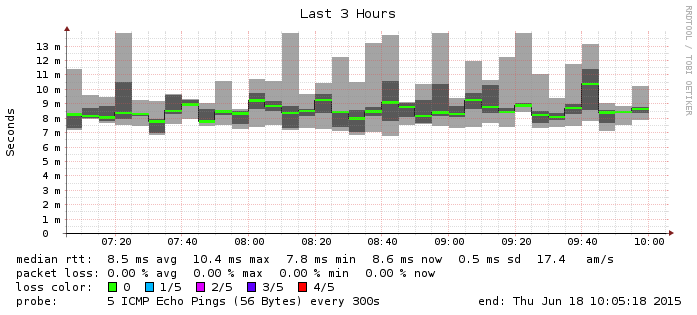 Last 3 Hours
RRDTOOL / TOBI OETIKER
Seconds
13 m
12 m
11 m
10 m
9 m
8 m
7 m
6 m
5 m
4 m
3 m
2 m
1 m
0
07:20 07:40 08:00 08:20 08:40 09:00 09:20 09:40 10:00
median rtt: 8.5 ms avg 10.4 ms max 7.8 ms min 8.6 ms now 0.5 ms sd 17.4 am/s
packet loss: 0.00 % avg 0.00 % max 0.00 % min 0.00 % now
loss color: 0 1/5 2/5 3/5 4/5
probe: 5 ICMP Echo Pings (56 Bytes) every 300s end: Thu Jun 18 10:05:18 2015